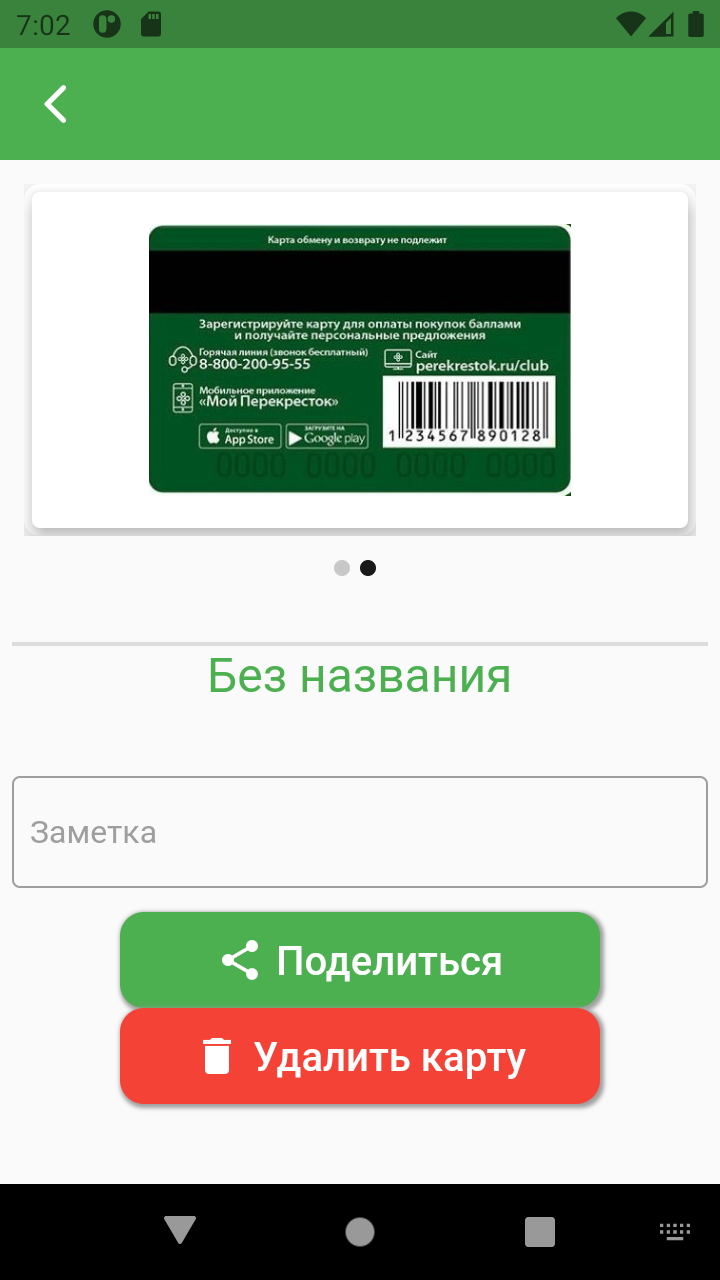 7:02
Карта обмену и возврату не подлежит
Зарегистрируйте карту для оплаты покупок баллами
и получайте персональные предложения
Горячая линия (звонок бесплатный)
8-800-200-95-55
Сайт
perekrestok.ru/club
Мобильное приложение
«Мой Перекресток»
Доступно в
App Store
ЗАГРУЗИТЕ НА
Google play
1 234567 890128
0000 0000 0000 0000
Без названия
Заметка
Поделиться
Удалить карту